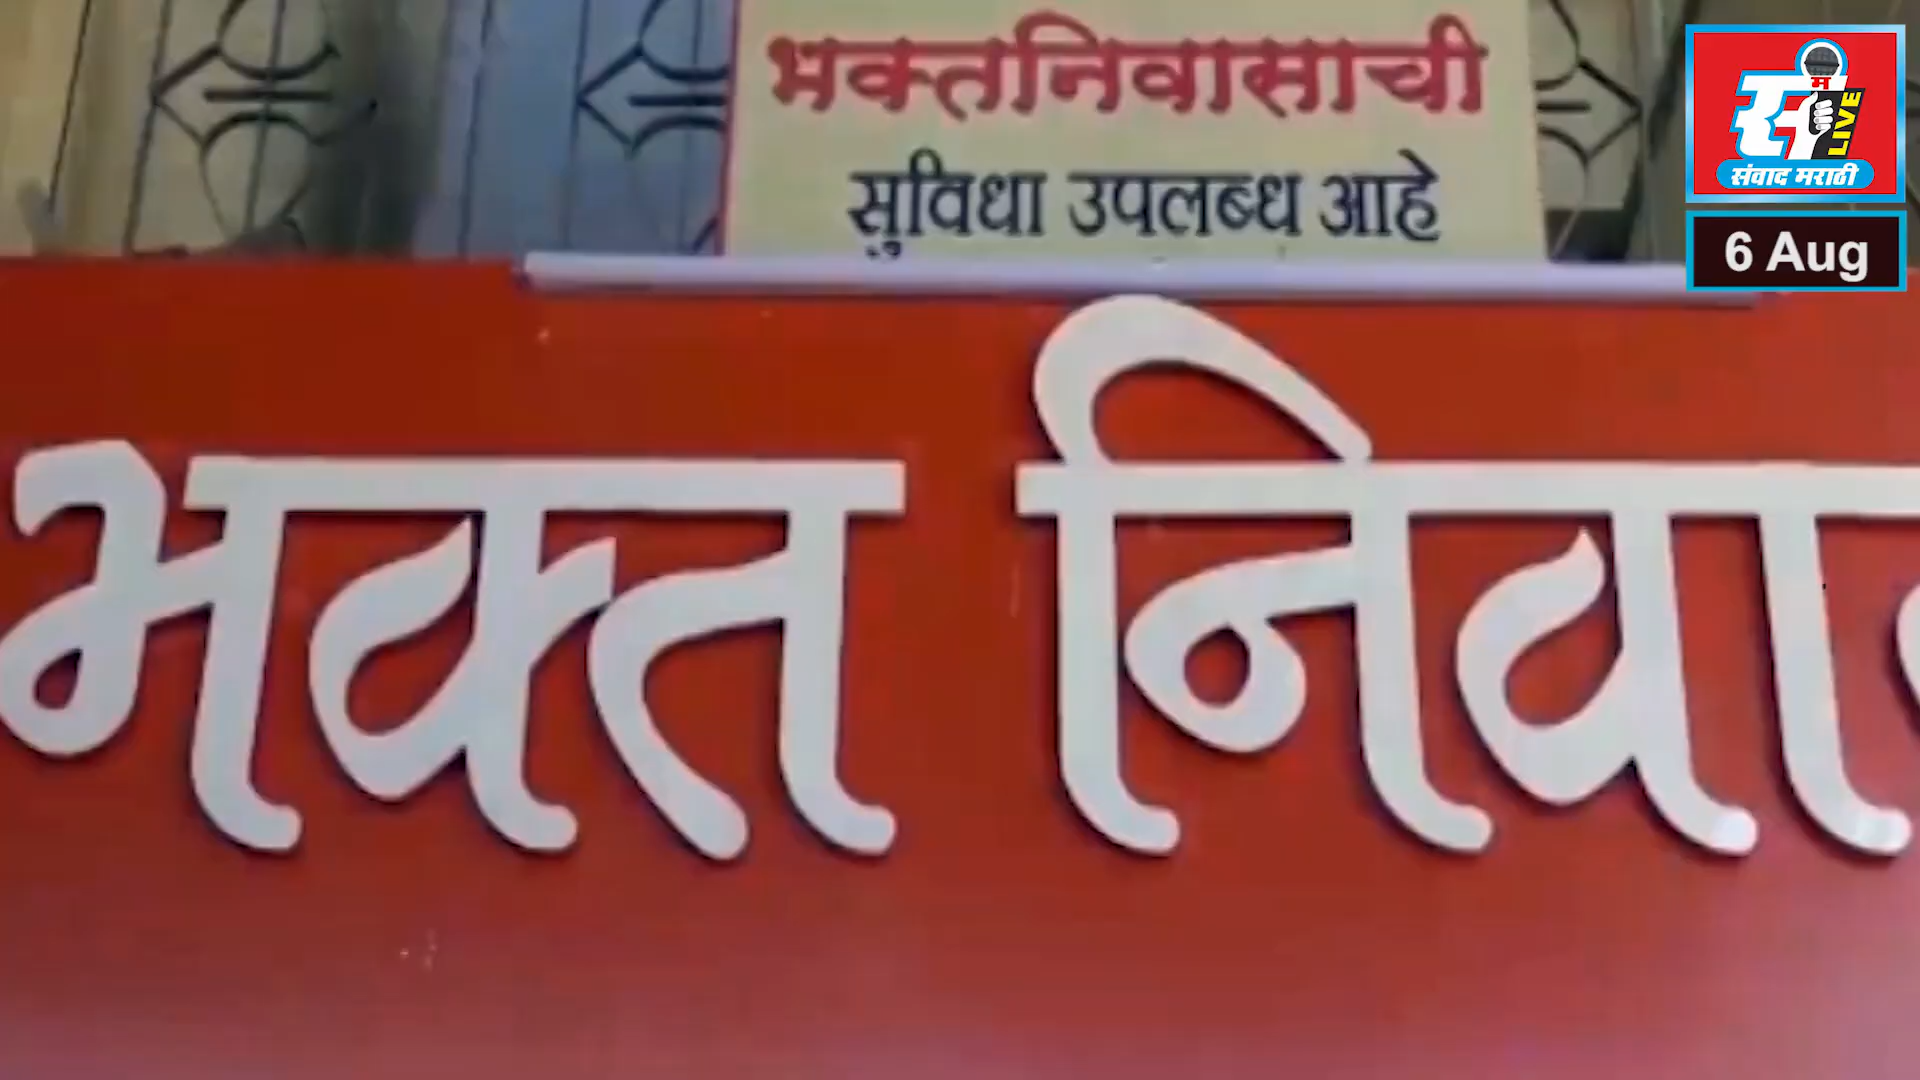 भक्तनिवासाची
सुविधा उपलब्ध आहे
स
म
LIVE
संवाद मराठी
6 Aug
भक्त निवा